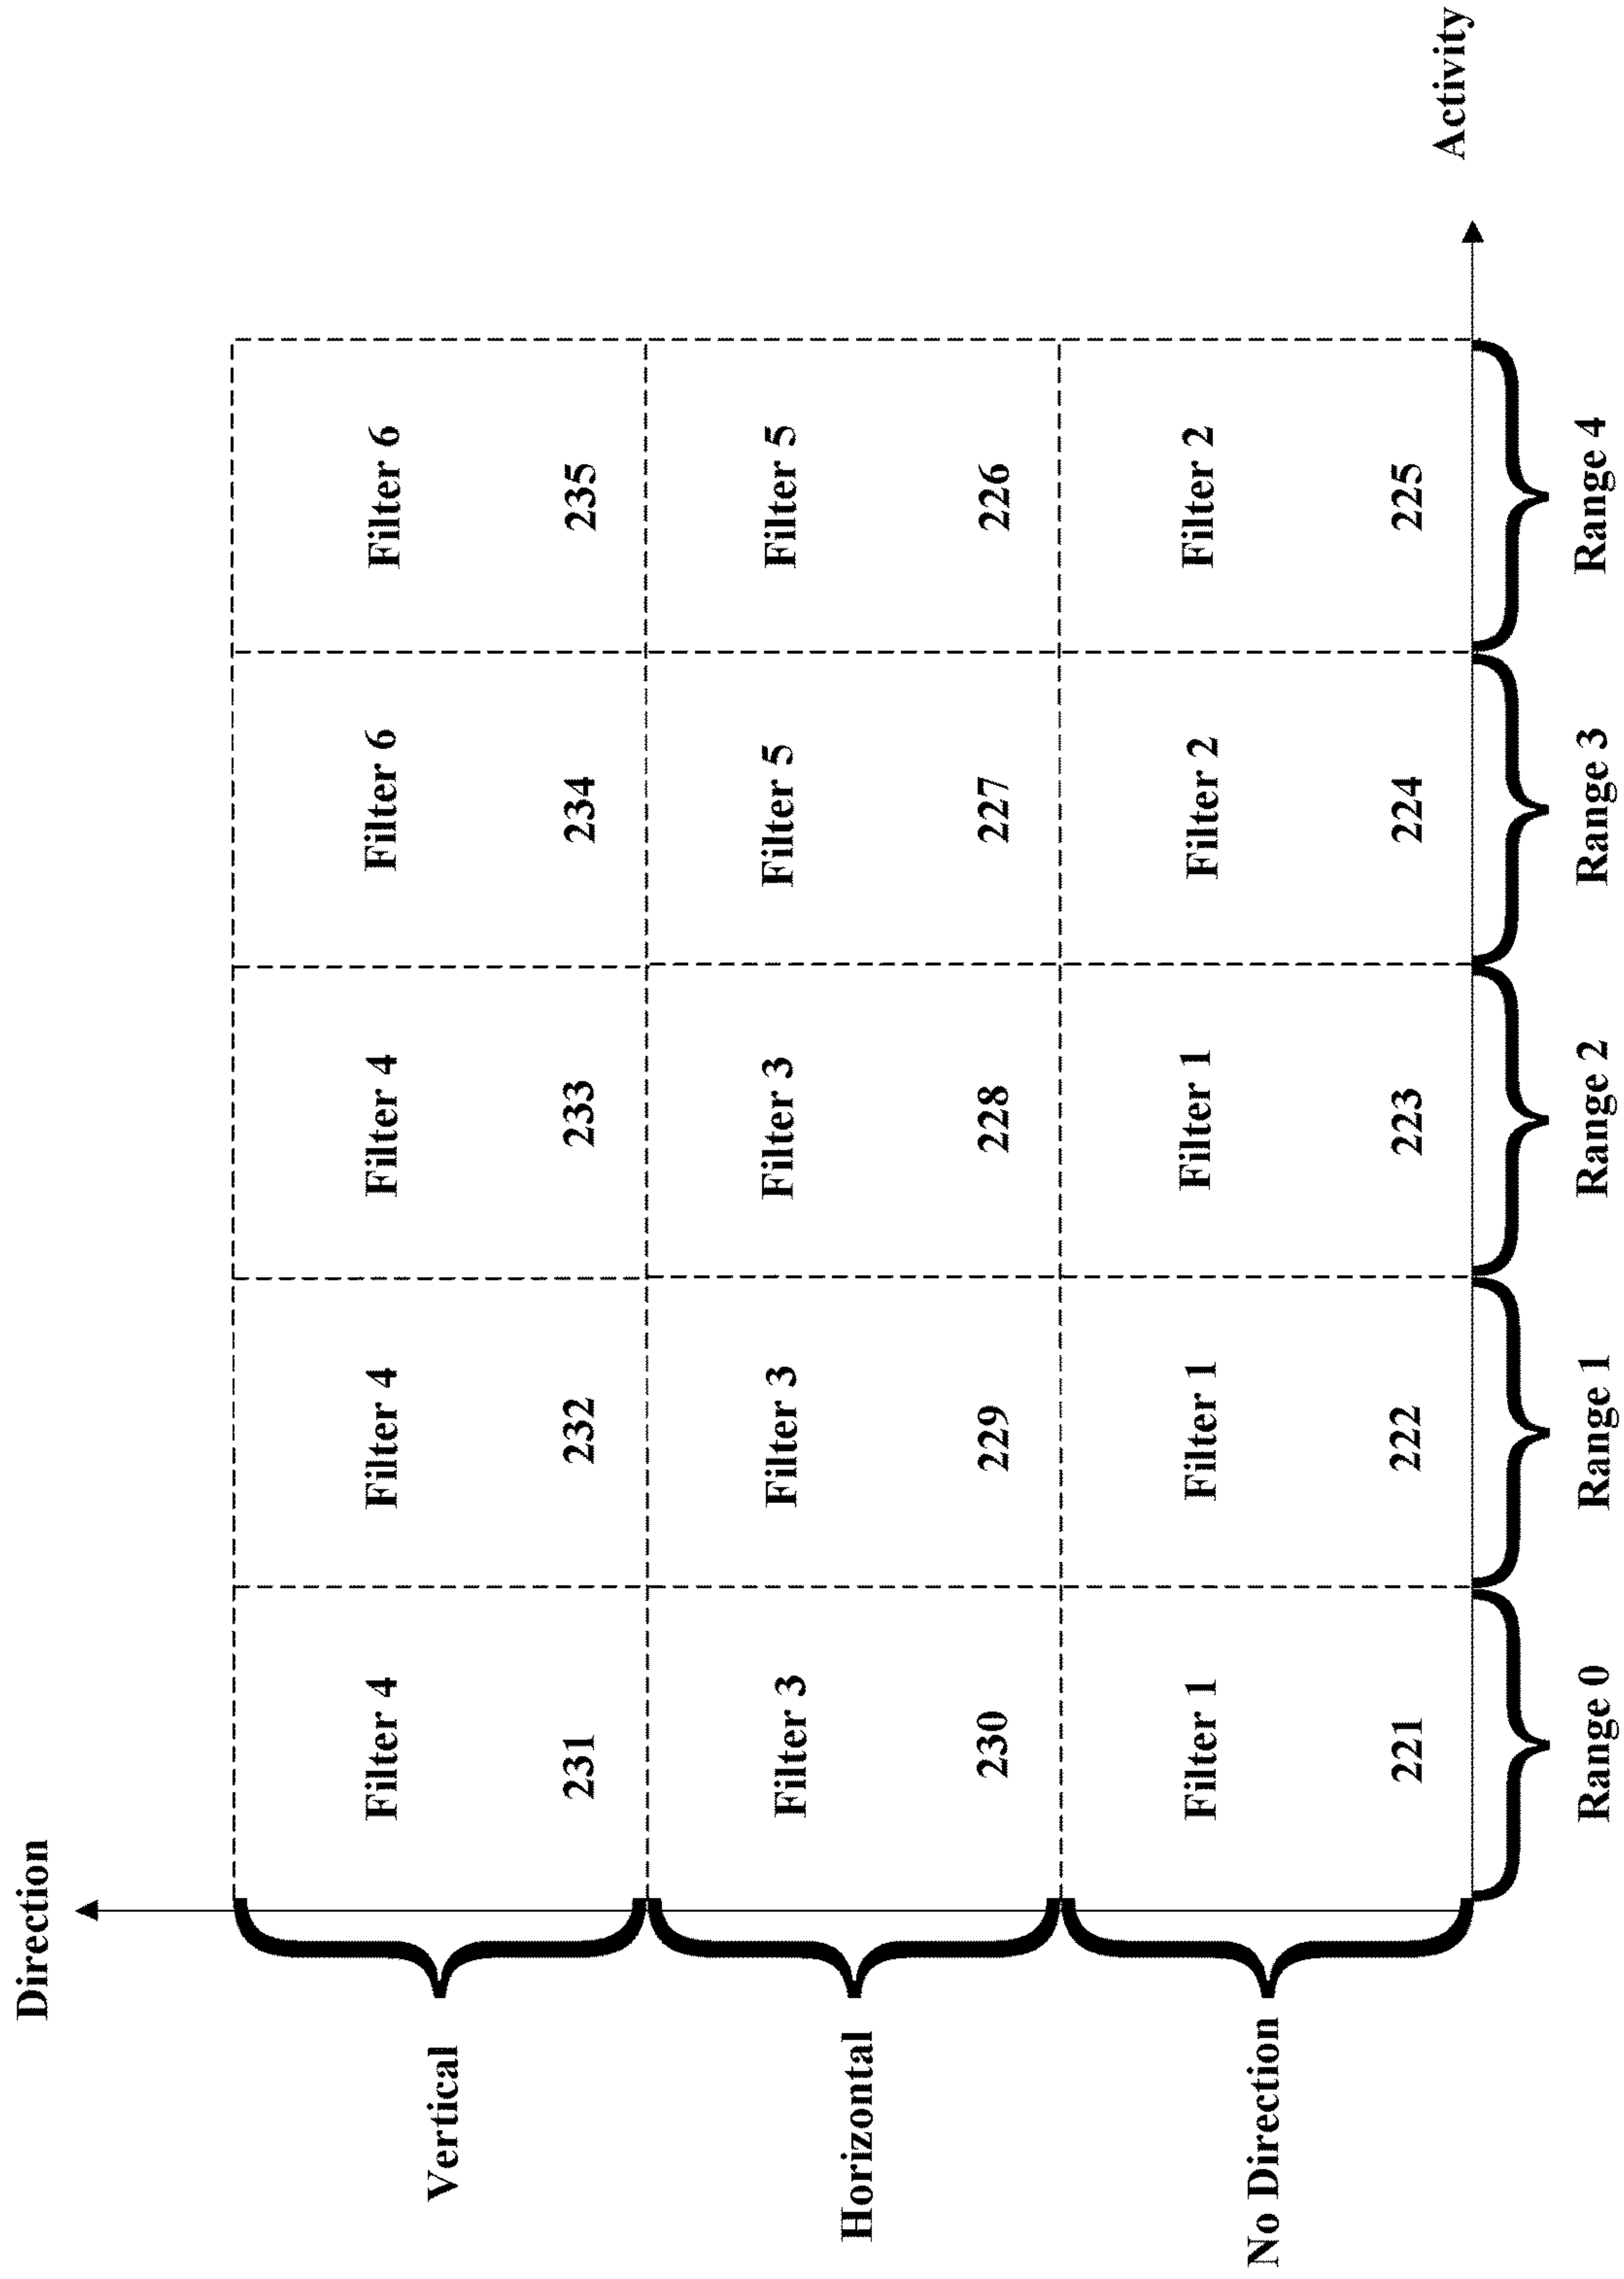 Direction
Vertical
Filter 4
Filter 4
Filter 4
Filter 6
Filter 6
231
232
233
234
235
Horizontal
Filter 3
Filter 3
Filter 3
Filter 5
Filter 5
230
229
228
227
226
No Direction
Filter 1
Filter 1
Filter 1
Filter 2
Filter 2
221
222
223
224
225
Activity
Range 0
Range 1
Range 2
Range 3
Range 4